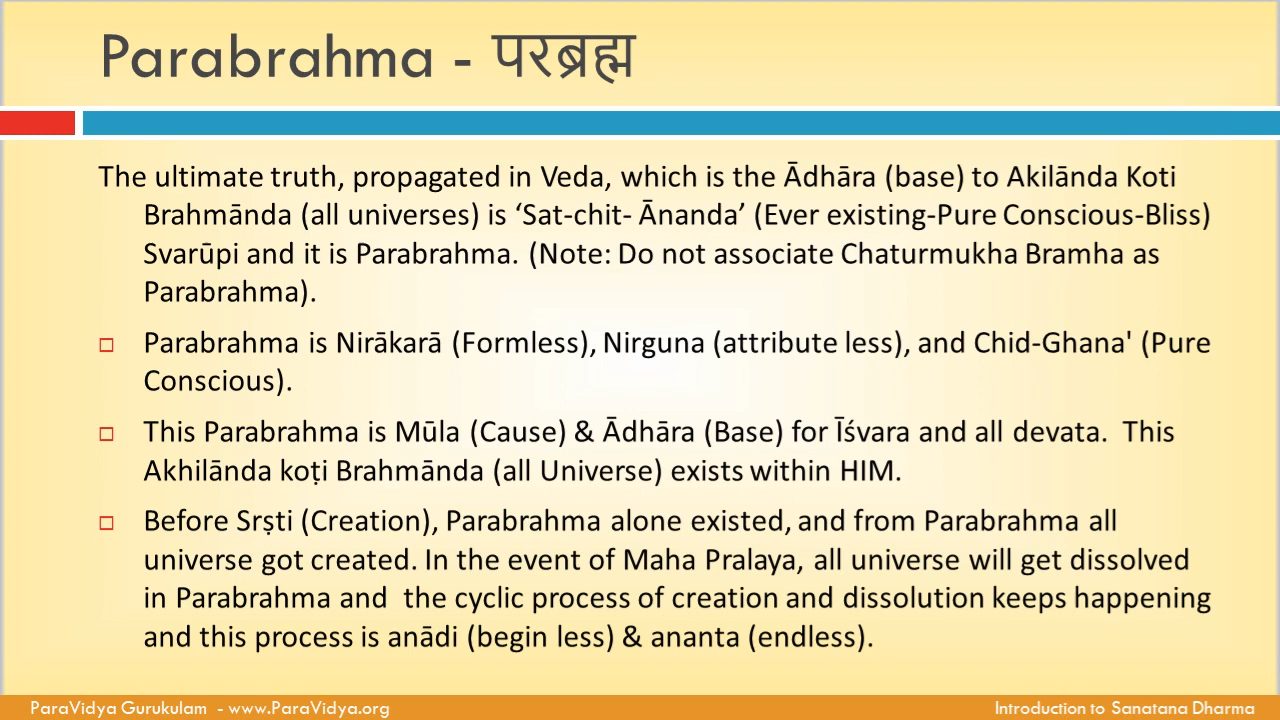 Parabrahma - परब्रह्म
The ultimate truth, propagated in Veda, which is the Ādhāra (base) to Akilānda Koti
Brahmānda (all universes) is ‘Sat-chit- Ānanda’ (Ever existing-Pure Conscious-Bliss)
Svarūpi and it is Parabrahma. (Note: Do not associate Chaturmukha Bramha as
Parabrahma).
Parabrahma is Nirākarā (Formless), Nirguna (attribute less), and Chid-Ghana' (Pure
Conscious).
This Parabrahma is Mūla (Cause) & Ādhāra (Base) for Īśvara and all devata.  This
Akhilānda koṭi Brahmānda (all Universe) exists within HIM.
Before Srṣti (Creation), Parabrahma alone existed, and from Parabrahma all
universe got created. In the event of Maha Pralaya, all universe will get dissolved
in Parabrahma and  the cyclic process of creation and dissolution keeps happening
and this process is anādi (begin less) & ananta (endless).
ParaVidya Gurukulam  - www.ParaVidya.org
Introduction to Sanatana Dharma